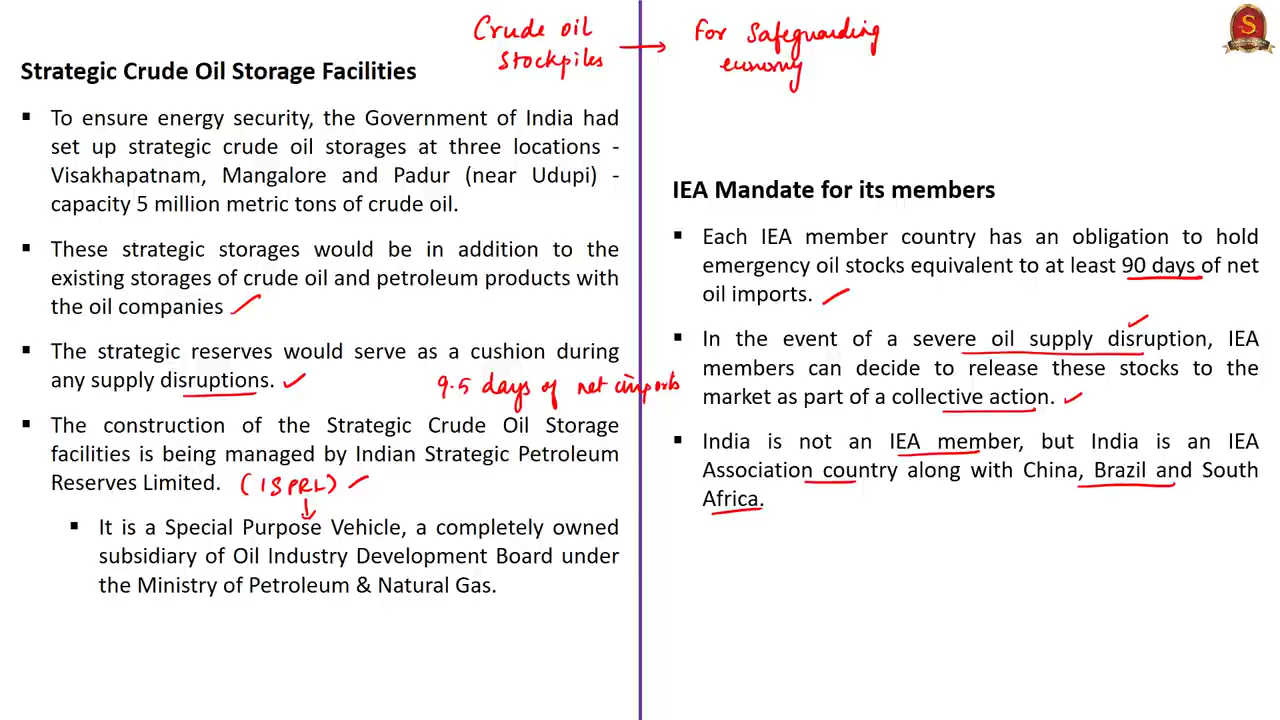 Crude oil
Stockpiles
For Safeguarding
economy
Strategic Crude Oil Storage Facilities
▪ To ensure energy security, the Government of India had
set up strategic crude oil storages at three locations -
Visakhapatnam, Mangalore and Padur (near Udupi) -
capacity 5 million metric tons of crude oil.
▪ These strategic storages would be in addition to the
existing storages of crude oil and petroleum products with
the oil companies
▪ The strategic reserves would serve as a cushion during
any supply disruptions.
9.5 days of net imports
▪ The construction of the Strategic Crude Oil Storage
facilities is being managed by Indian Strategic Petroleum
Reserves Limited. (ISPRL)
▪ It is a Special Purpose Vehicle, a completely owned
subsidiary of Oil Industry Development Board under
the Ministry of Petroleum & Natural Gas.
IEA Mandate for its members
▪ Each IEA member country has an obligation to hold
emergency oil stocks equivalent to at least 90 days of net
oil imports.
▪ In the event of a severe oil supply disruption, IEA
members can decide to release these stocks to the
market as part of a collective action.
▪ India is not an IEA member, but India is an IEA
Association country along with China, Brazil and South
Africa.
S